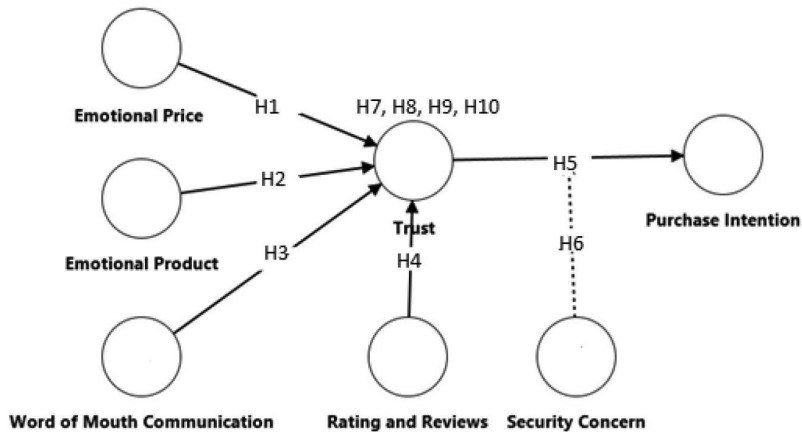 H1
H7, H8, H9, H10
Emotional Price
H2
H5
Purchase Intention
Trust
Emotional Product
H3
H4
H6
Word of Mouth Communication
Rating and Reviews
Security Concern